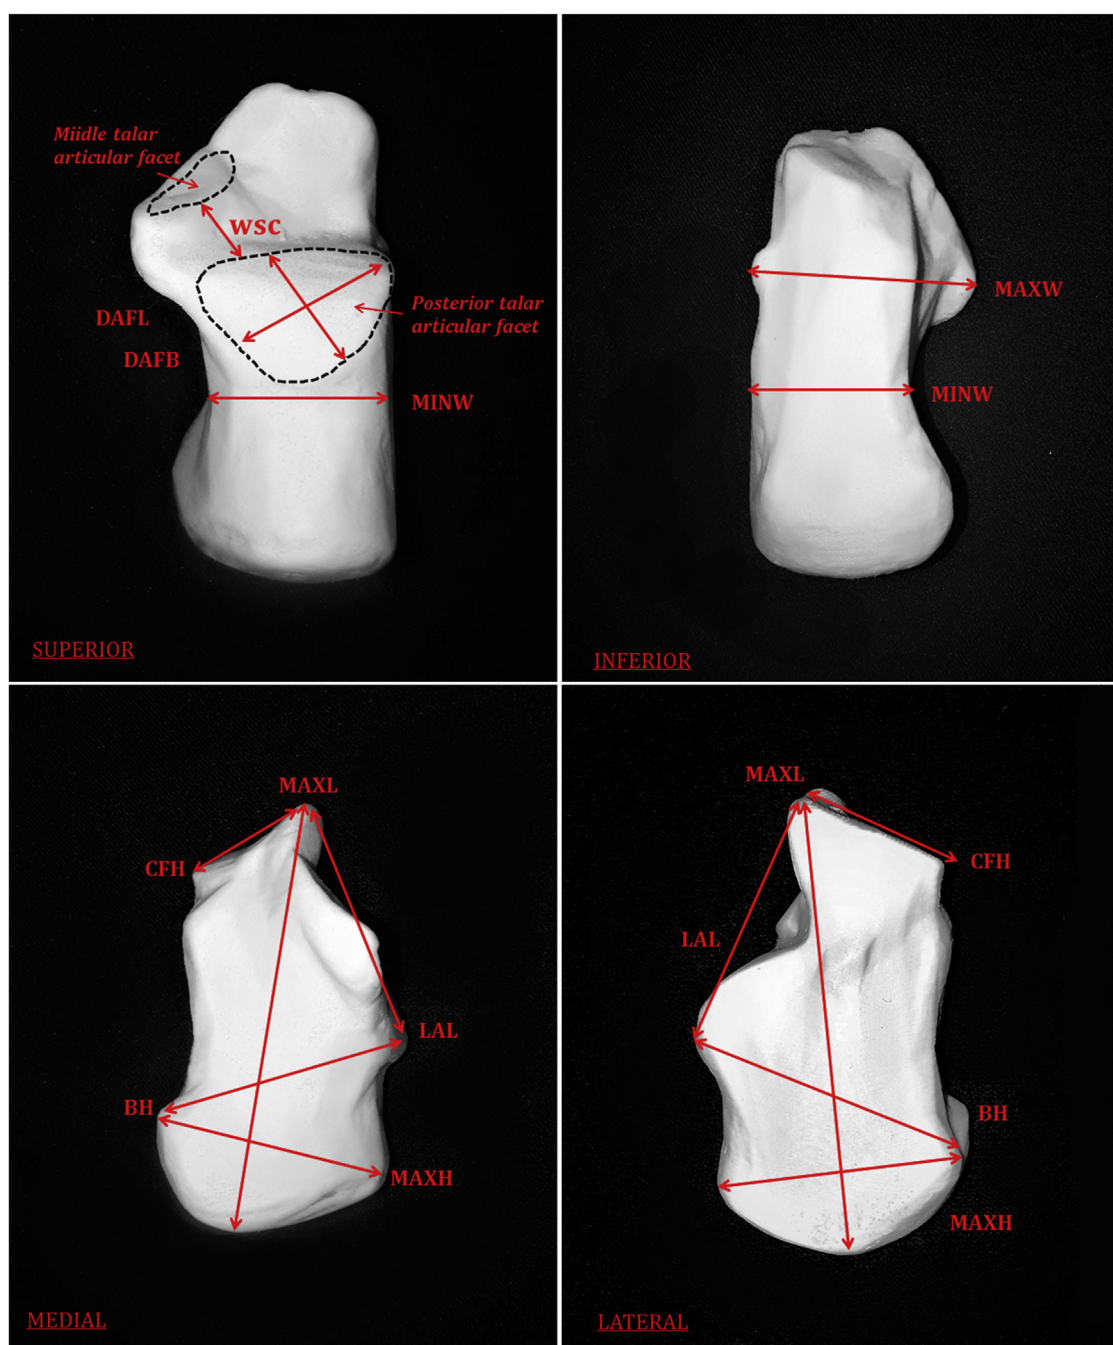 Miidle talar
articular facet
WSC
DAFL
DAFB
Posterior talar
articular facet
MINW
SUPERIOR
MAXW
MINW
INFERIOR
MAXL
CFH
LAL
BH
MAXH
MEDIAL
MAXL
CFH
LAL
BH
MAXH
LATERAL